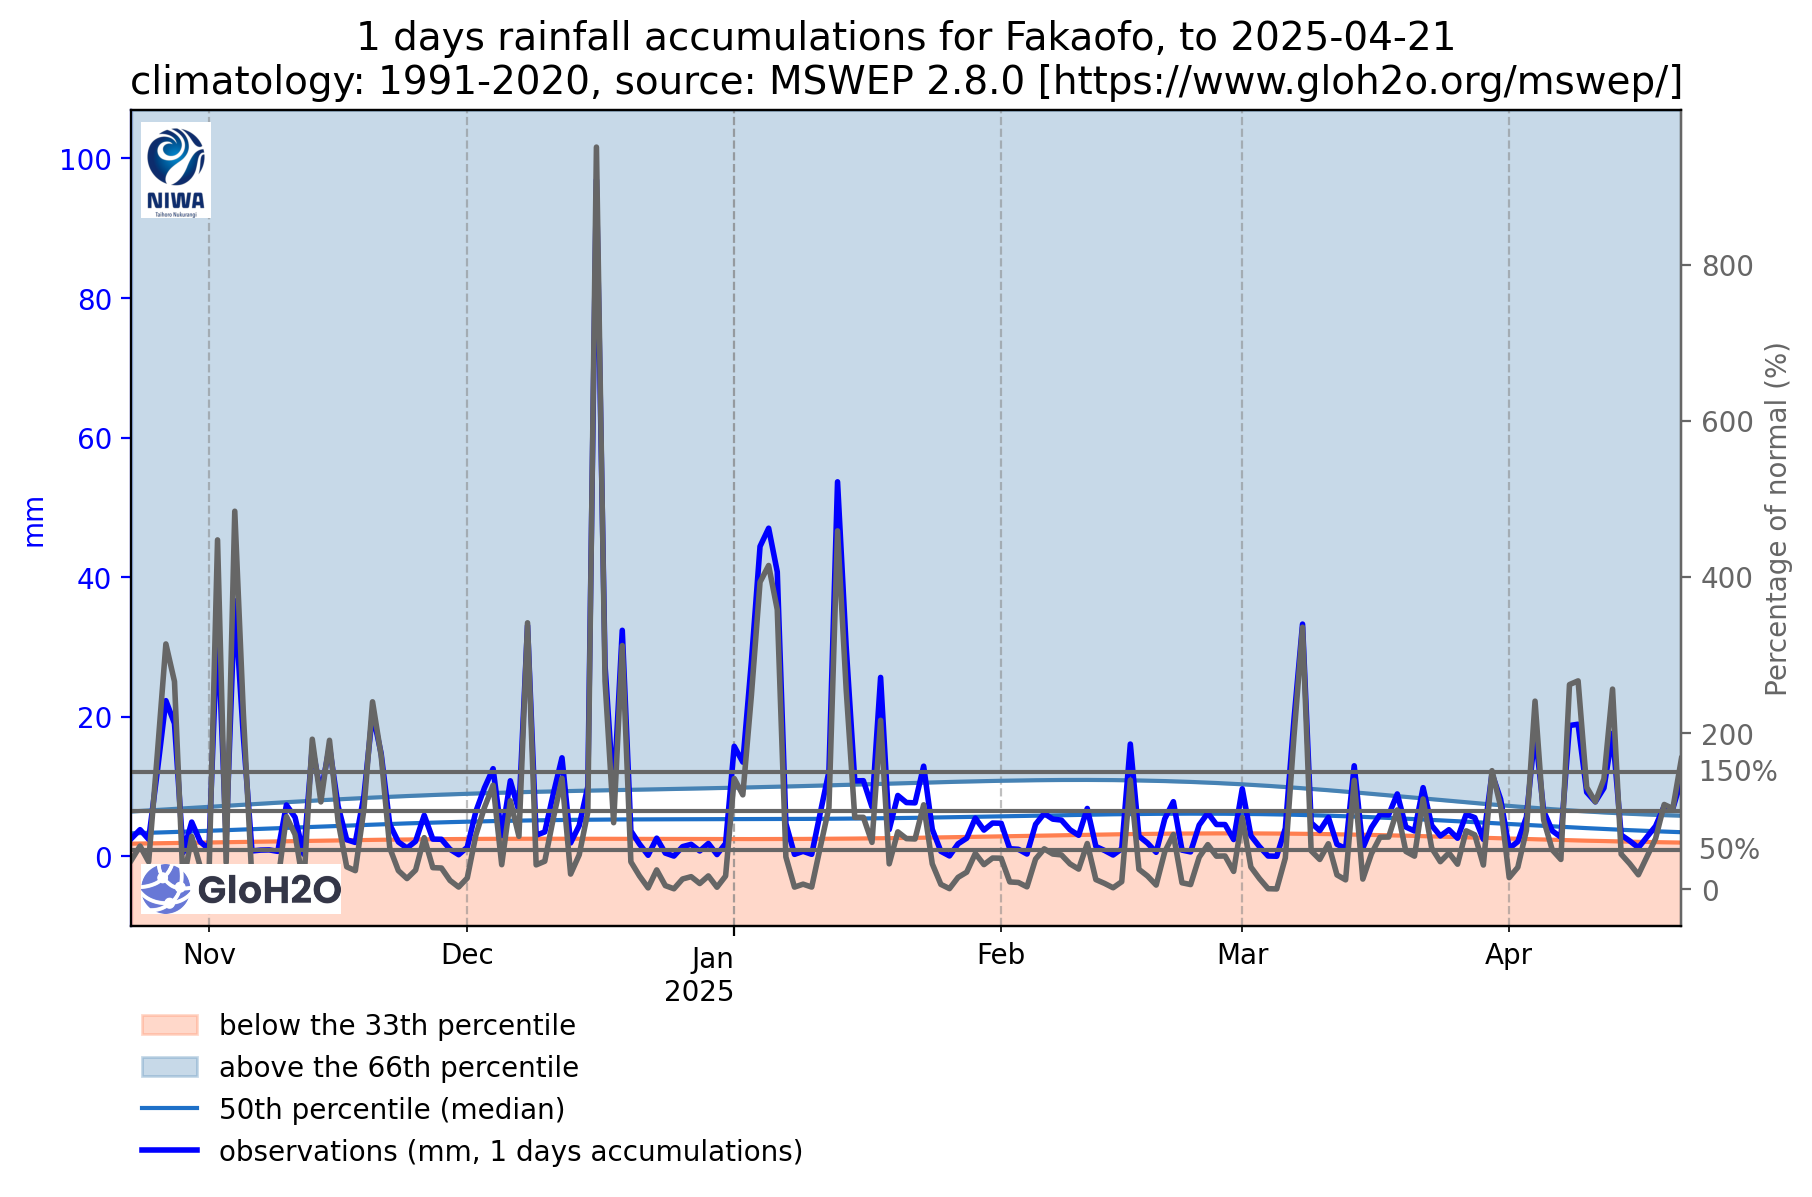 1 days rainfall accumulations for Fakaofo, to 2025-04-21
climatology: 1991-2020, source: MSWEP 2.8.0 [https://www.gloh2o.org/mswep/]
NIWA
Taihoro Nukurangi
100
80
60
40
20
0
mm
800
600
400
200
150%
50%
0
Percentage of normal (%)
GloH2O
Nov
Dec
Jan
2025
Feb
Mar
Apr
below the 33th percentile
above the 66th percentile
50th percentile (median)
observations (mm, 1 days accumulations)